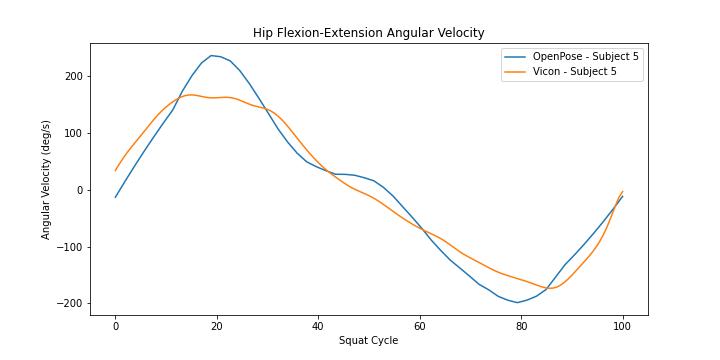 Hip Flexion-Extension Angular Velocity
OpenPose - Subject 5
Vicon - Subject 5
Angular Velocity (deg/s)
200
100
0
−100
−200
0 20 40 60 80 100
Squat Cycle